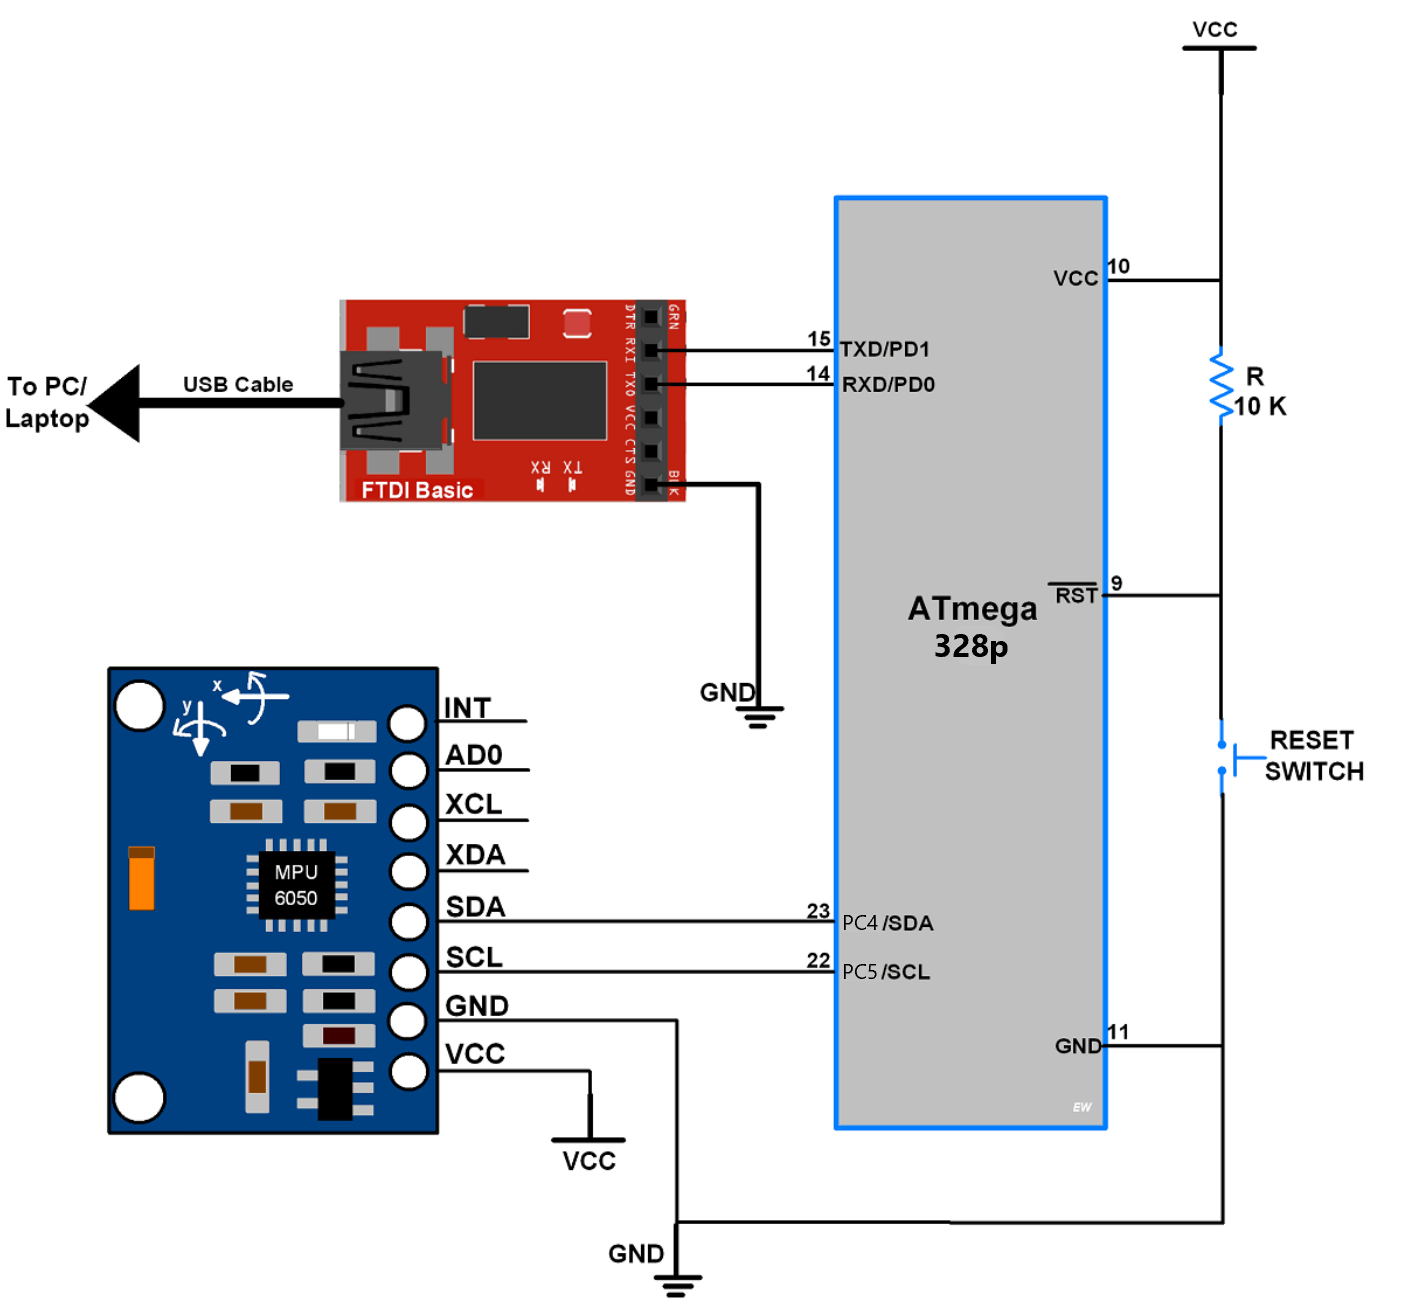 VCC
VCC 10
R
10 K
DTR
RXI
TXO
VCC
CTS
GND
GRN
BLK
RX
TX
FTDI Basic
To PC/
Laptop
USB Cable
15 TXD/PD1
14 RXD/PD0
GND
RST 9
ATmega
328p
RESET
SWITCH
x
y
MPU
6050
INT
AD0
XCL
XDA
SDA
SCL
GND
VCC
23 PC4/SDA
22 PC5/SCL
GND 11
EW
VCC
GND